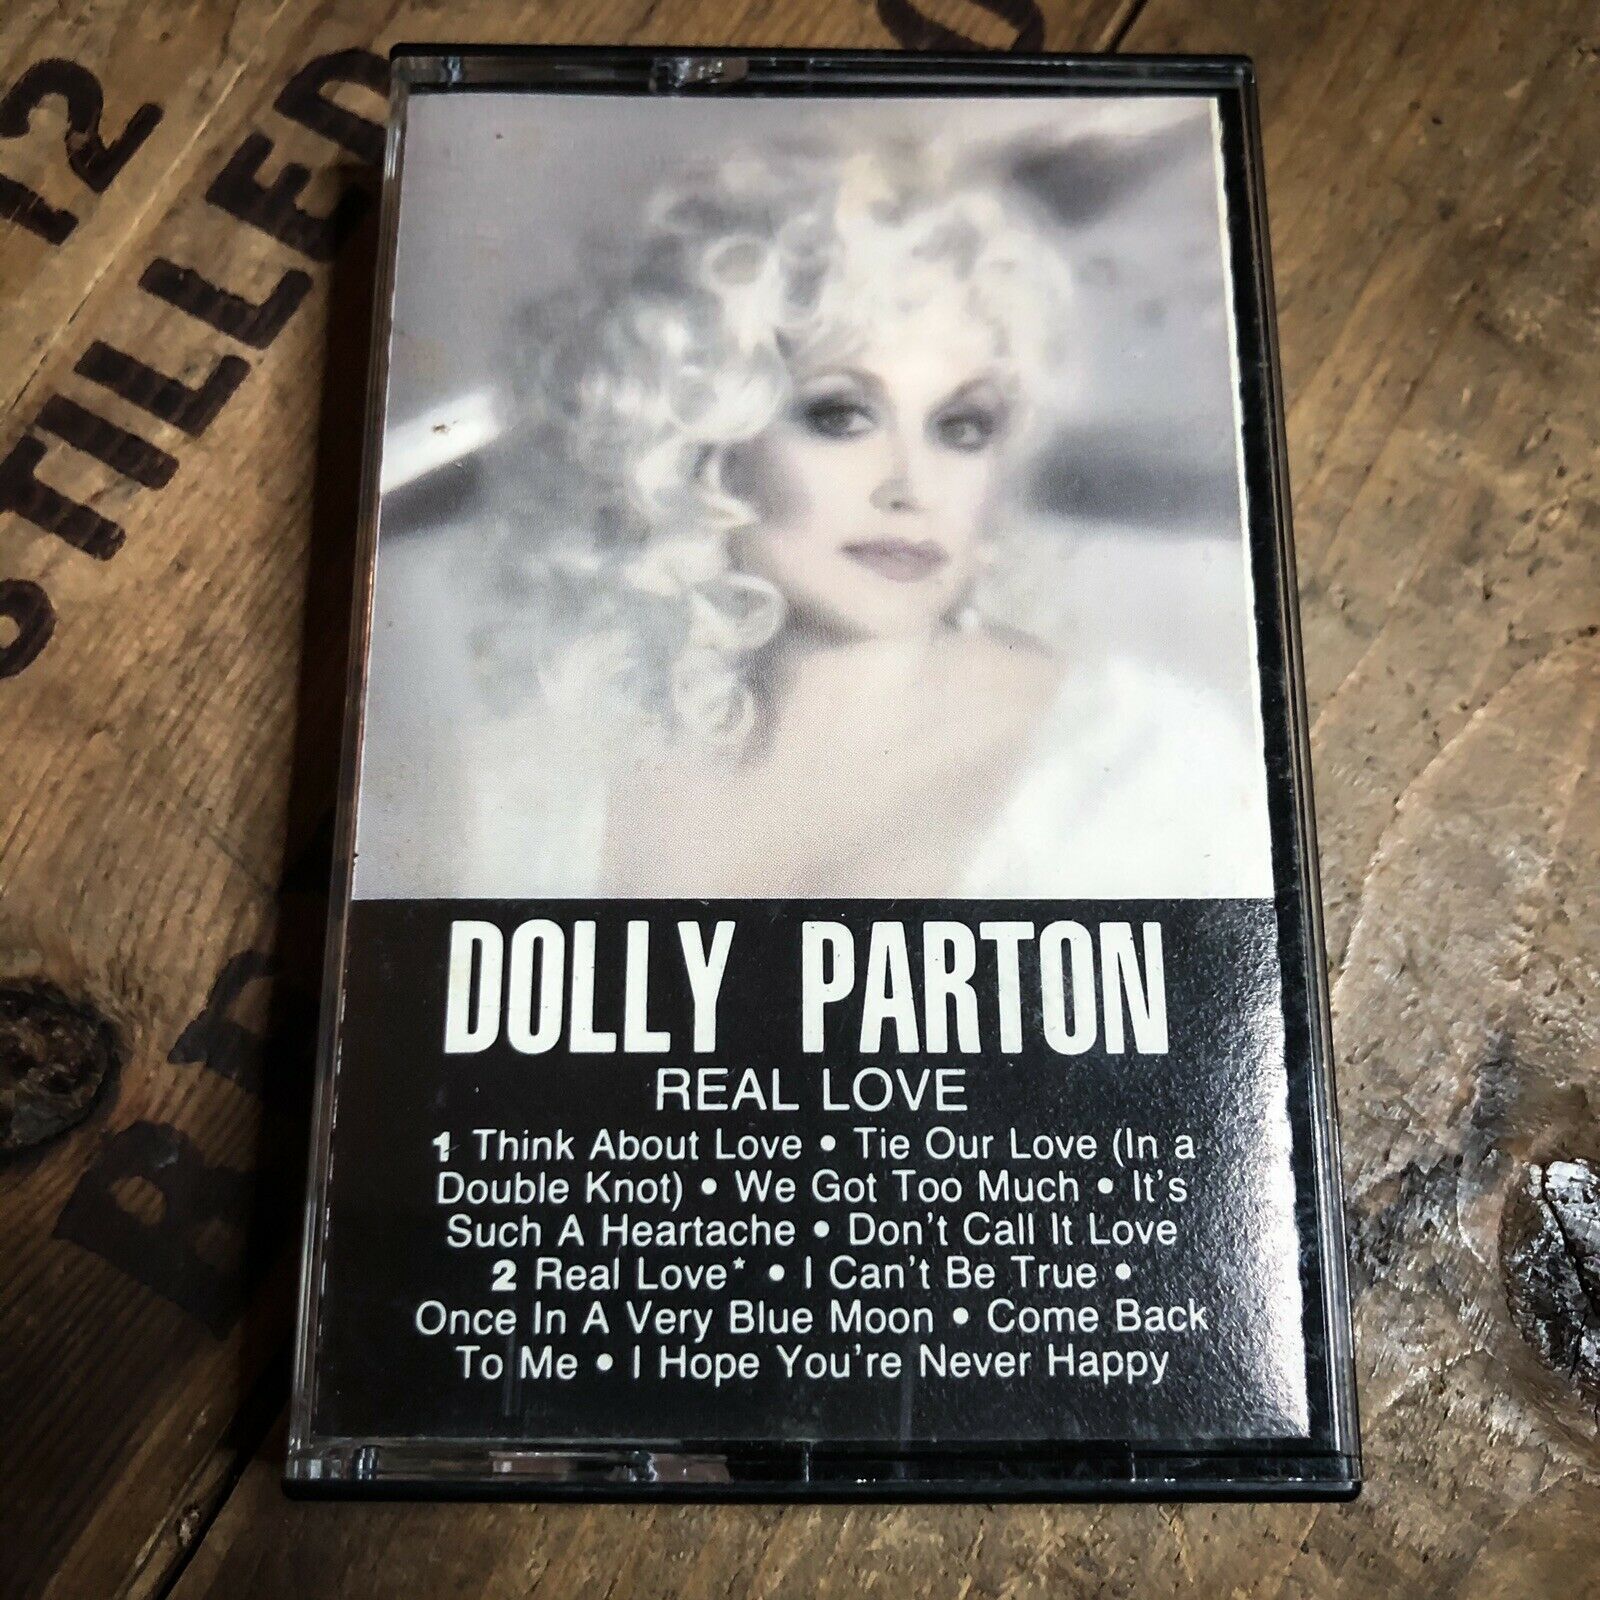 12
STILLED
DOLLY PARTON
REAL LOVE
1 Think About Love • Tie Our Love (In a
Double Knot) • We Got Too Much • It's
Such A Heartache • Don't Call It Love
2 Real Love* • I Can't Be True •
Once In A Very Blue Moon • Come Back
To Me • I Hope You're Never Happy